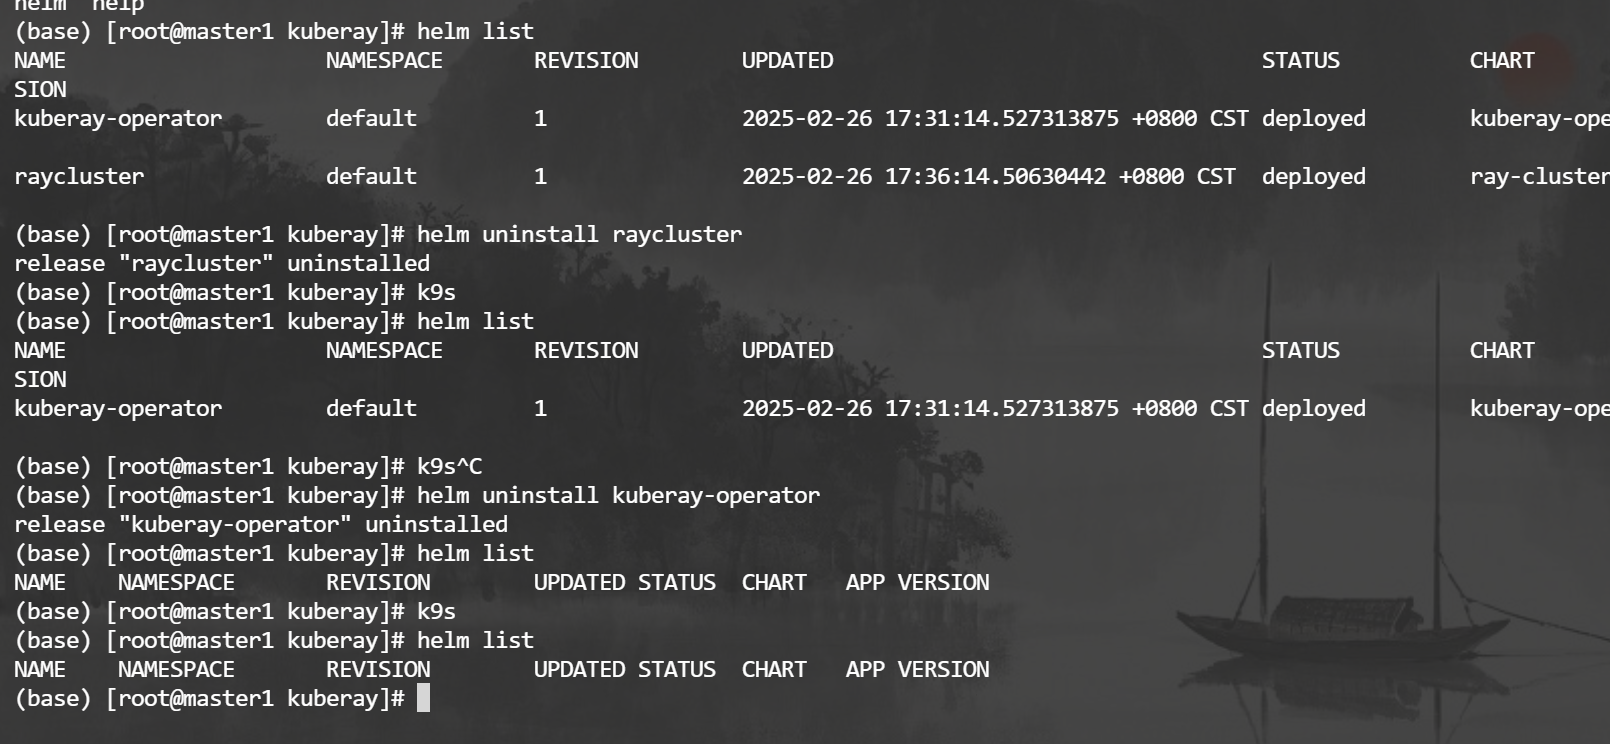 helm  help
(base) [root@master1 kuberay]# helm list
NAME NAMESPACE REVISION UPDATED STATUS CHART
SION
kuberay-operator default 1 2025-02-26 17:31:14.527313875 +0800 CST deployed kuberay-ope
raycluster default 1 2025-02-26 17:36:14.50630442 +0800 CST deployed ray-cluster
(base) [root@master1 kuberay]# helm uninstall raycluster
release "raycluster" uninstalled
(base) [root@master1 kuberay]# k9s
(base) [root@master1 kuberay]# helm list
NAME NAMESPACE REVISION UPDATED STATUS CHART
SION
kuberay-operator default 1 2025-02-26 17:31:14.527313875 +0800 CST deployed kuberay-ope
(base) [root@master1 kuberay]# k9s^C
(base) [root@master1 kuberay]# helm uninstall kuberay-operator
release "kuberay-operator" uninstalled
(base) [root@master1 kuberay]# helm list
NAME NAMESPACE REVISION UPDATED STATUS CHART APP VERSION
(base) [root@master1 kuberay]# k9s
(base) [root@master1 kuberay]# helm list
NAME NAMESPACE REVISION UPDATED STATUS CHART APP VERSION
(base) [root@master1 kuberay]#